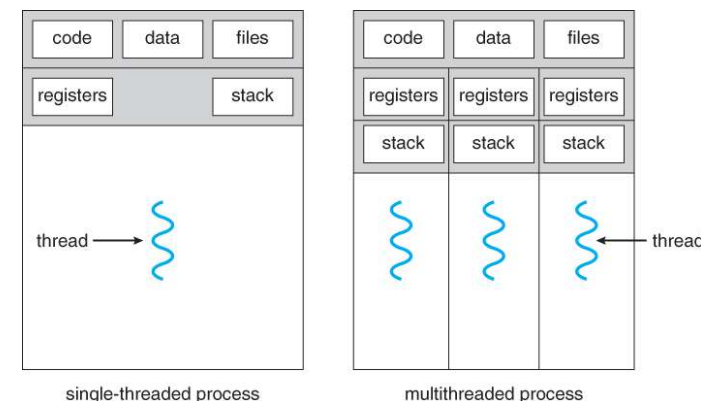 code data files
registers stack
thread
single-threaded process
code data files
registers registers registers
stack stack stack
thread
multithreaded process